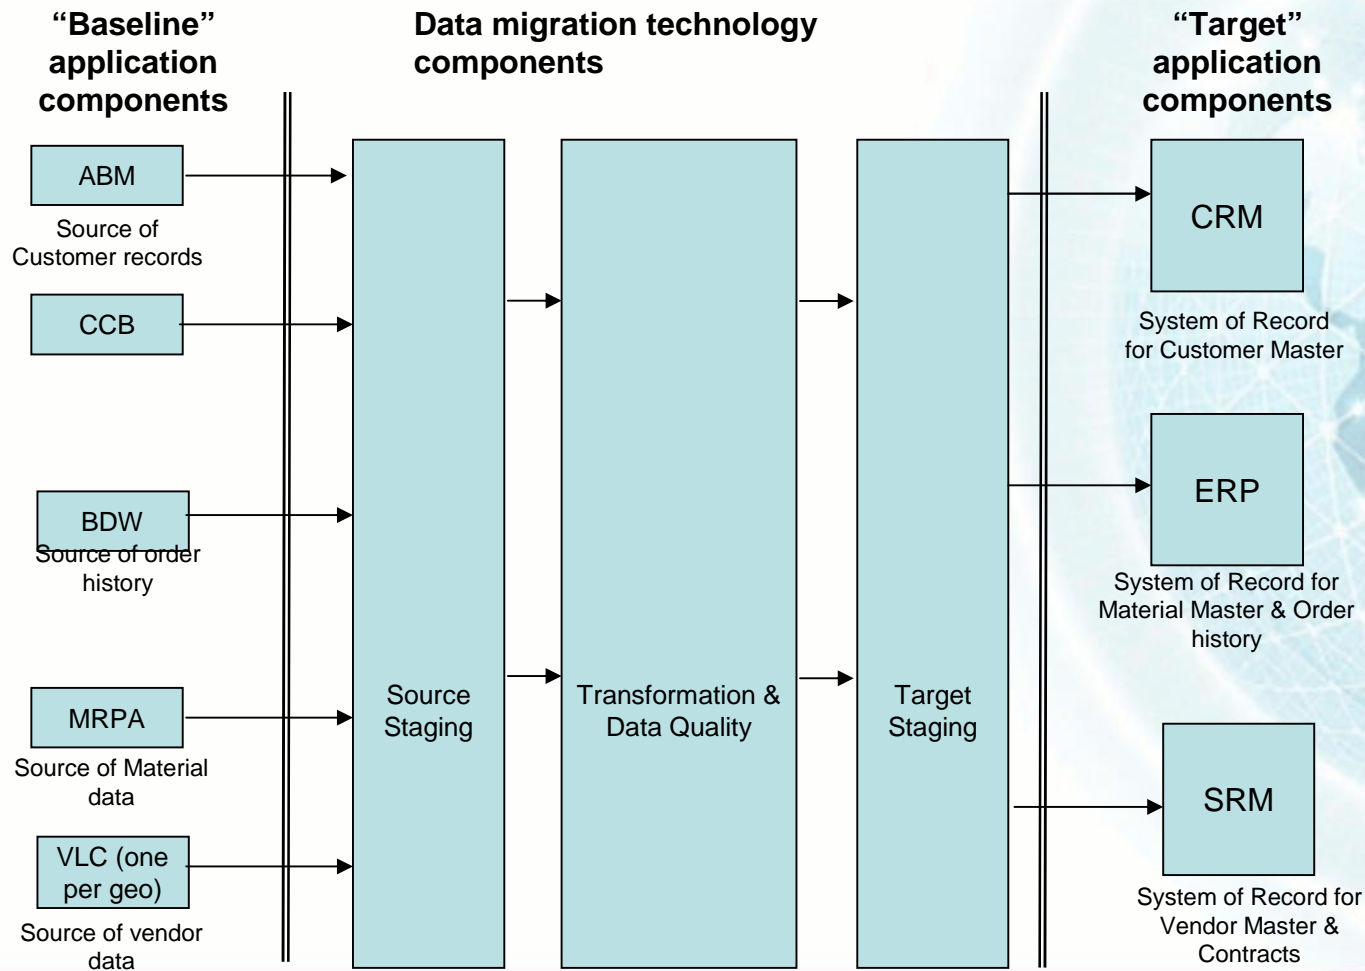 “Baseline”
application
components
Data migration technology
components
“Target”
application
components
ABM
Source of
Customer records
CCB
BDW
Source of order
history
MRPA
Source of Material
data
VLC (one
per geo)
Source of vendor
data
Source
Staging
Transformation &
Data Quality
Target
Staging
CRM
System of Record
for Customer Master
ERP
System of Record for
Material Master & Order
history
SRM
System of Record for
Vendor Master &
Contracts